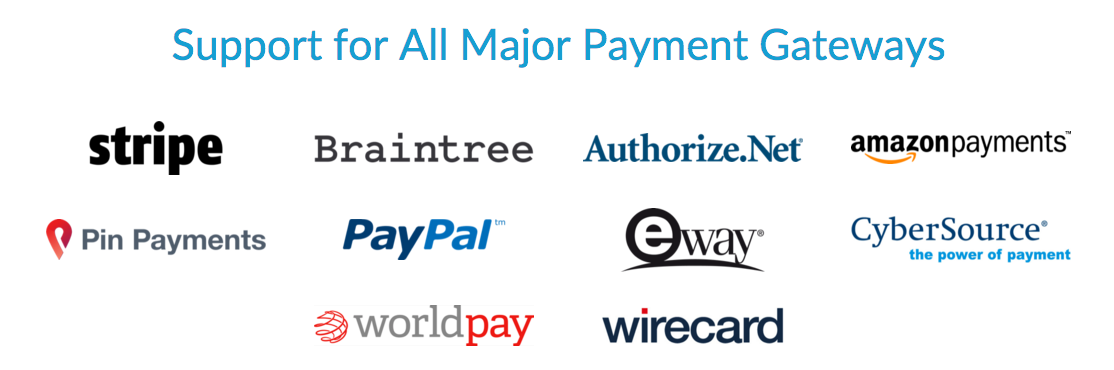 Support for All Major Payment Gateways
stripe
Braintree
Authorize.Net®
amazonpayments™
Pin Payments
PayPal™
eway®
CyberSource®
the power of payment
worldpay
wirecard